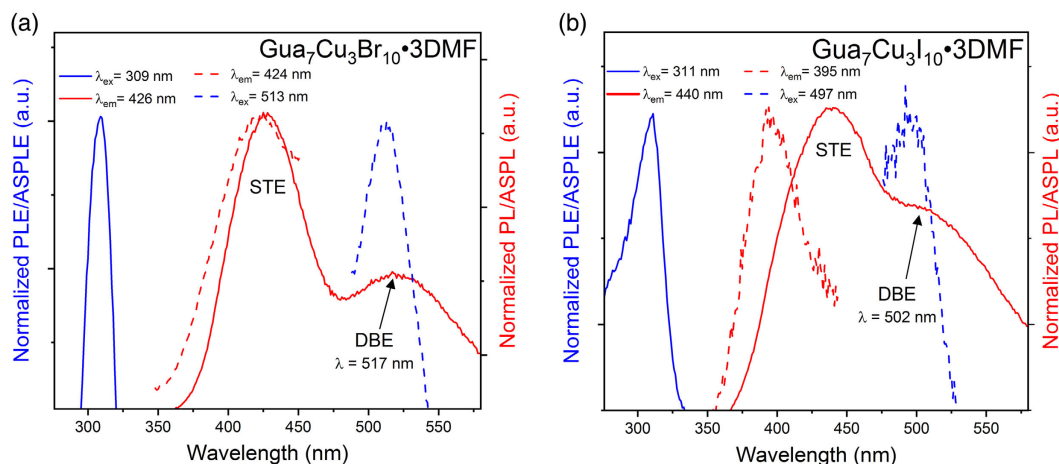 (a)
Gua₇Cu₃Br₁₀•3DMF
λex= 309 nm
λem= 424 nm
λem= 426 nm
λex= 513 nm
STE
DBE
λ = 517 nm
Normalized PLE/ASPLE (a.u.)
Normalized PL/ASPL (a.u.)
300 350 400 450 500 550
Wavelength (nm)
(b)
Gua₇Cu₃I₁₀•3DMF
λex= 311 nm
λem= 395 nm
λem= 440 nm
λex= 497 nm
STE
DBE
λ = 502 nm
Normalized PLE/ASPLE (a.u.)
Normalized PL/ASPL (a.u.)
300 350 400 450 500 550
Wavelength (nm)